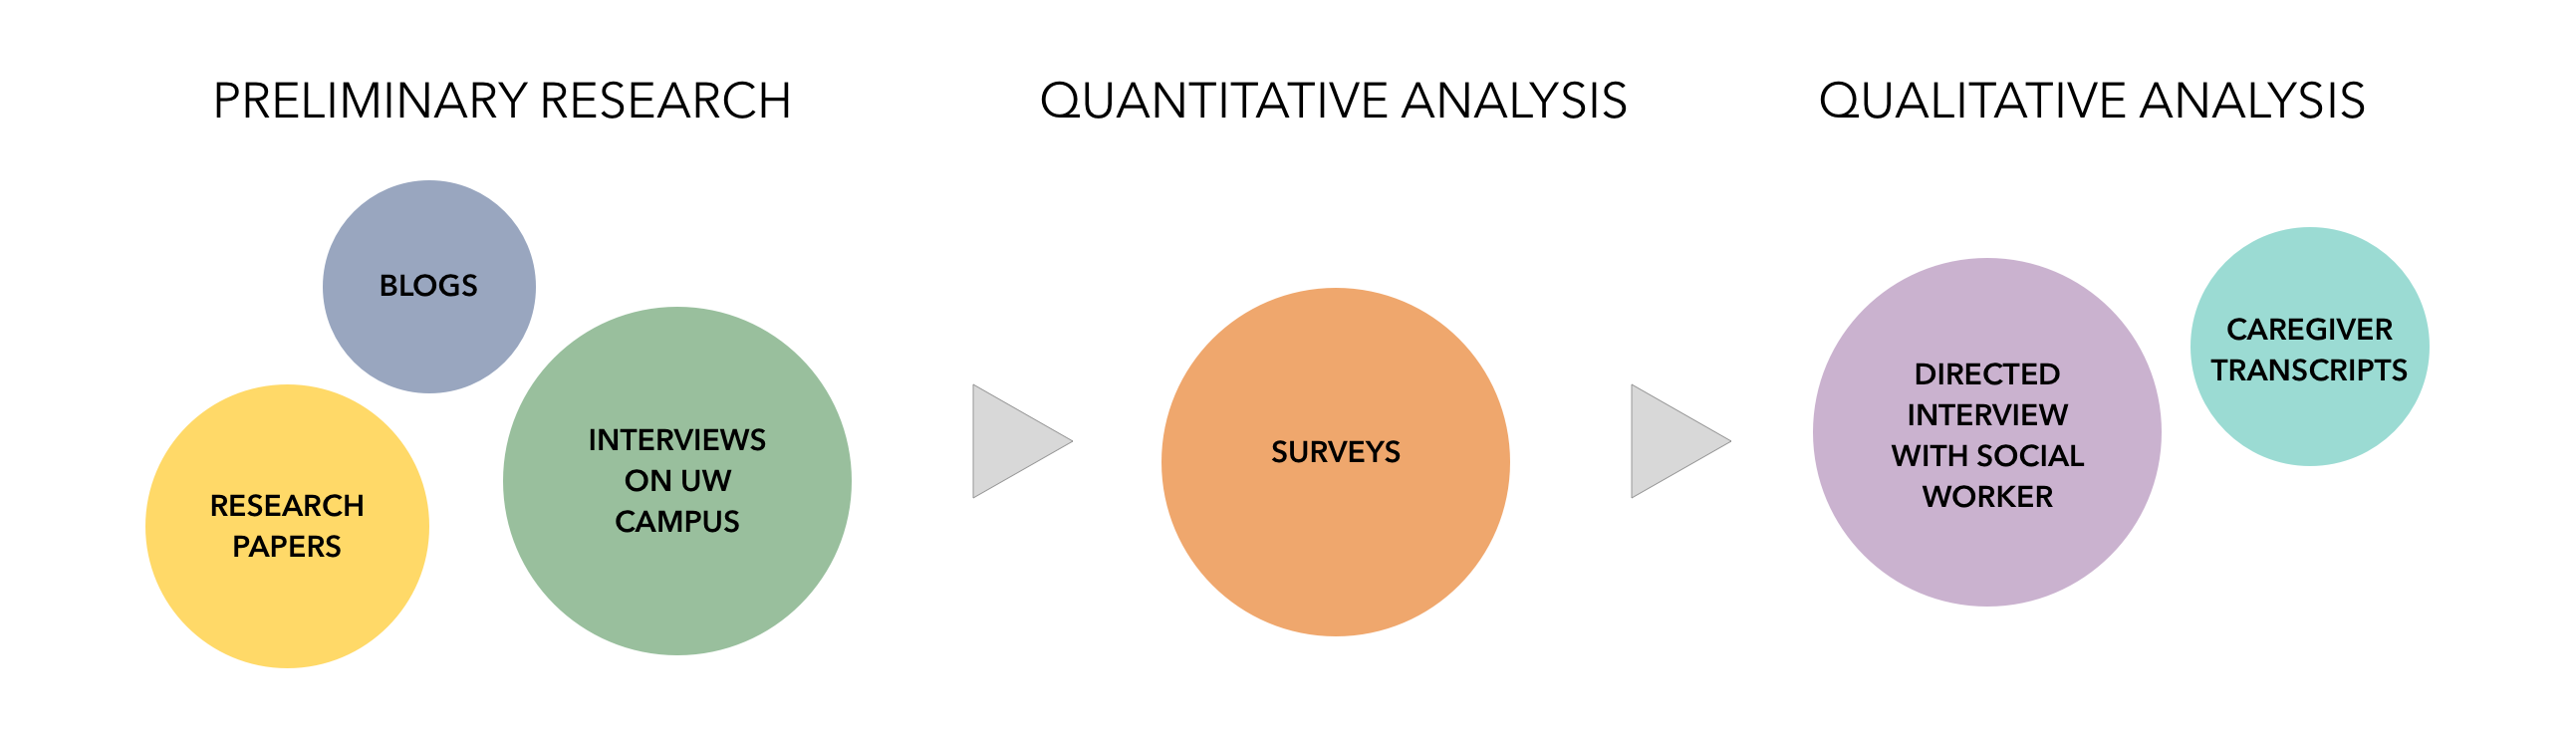 PRELIMINARY RESEARCH
QUANTITATIVE ANALYSIS
QUALITATIVE ANALYSIS
BLOGS
RESEARCH
PAPERS
INTERVIEWS
ON UW
CAMPUS
SURVEYS
DIRECTED
INTERVIEW
WITH SOCIAL
WORKER
CAREGIVER
TRANSCRIPTS